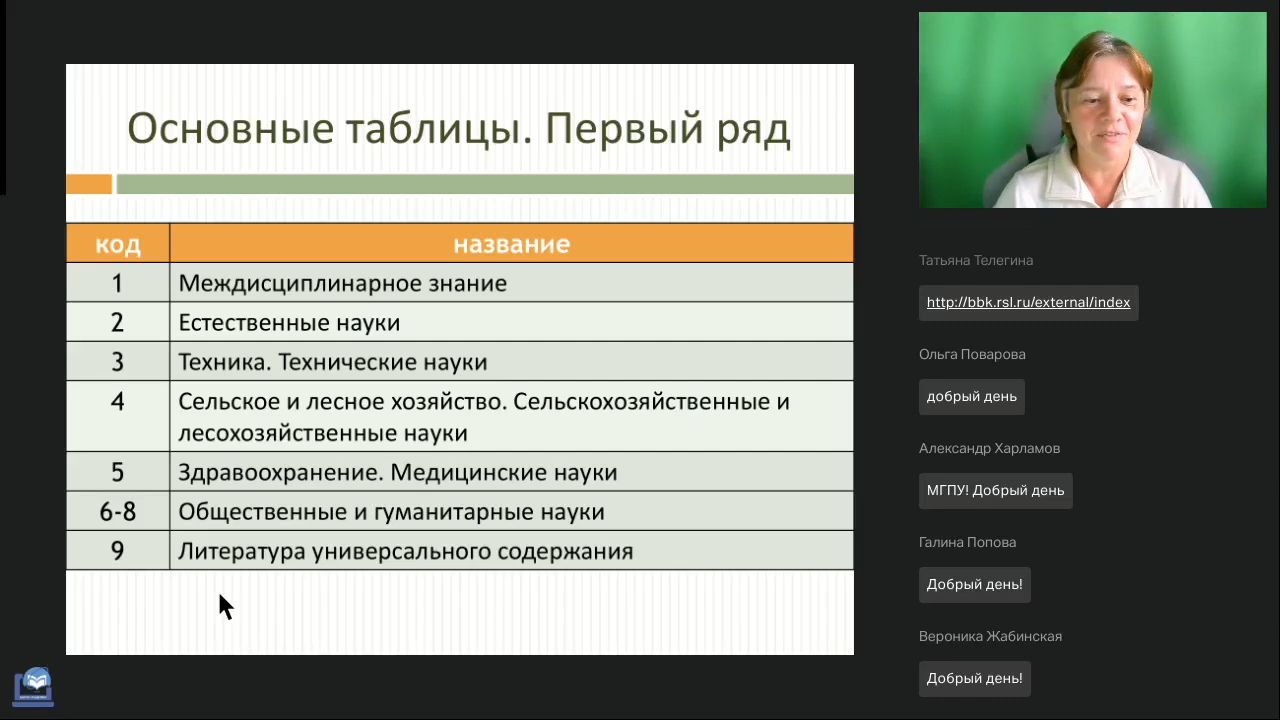 Основные таблицы. Первый ряд
код название
1 Междисциплинарное знание
2 Естественные науки
3 Техника. Технические науки
4 Сельское и лесное хозяйство. Сельскохозяйственные и
лесохозяйственные науки
5 Здравоохранение. Медицинские науки
6-8 Общественные и гуманитарные науки
9 Литература универсального содержания
Татьяна Телегина
http://bbk.rsl.ru/external/index
Ольга Поварова
добрый день
Александр Харламов
МГПУ! Добрый день
Галина Попова
Добрый день!
Вероника Жабинская
Добрый день!